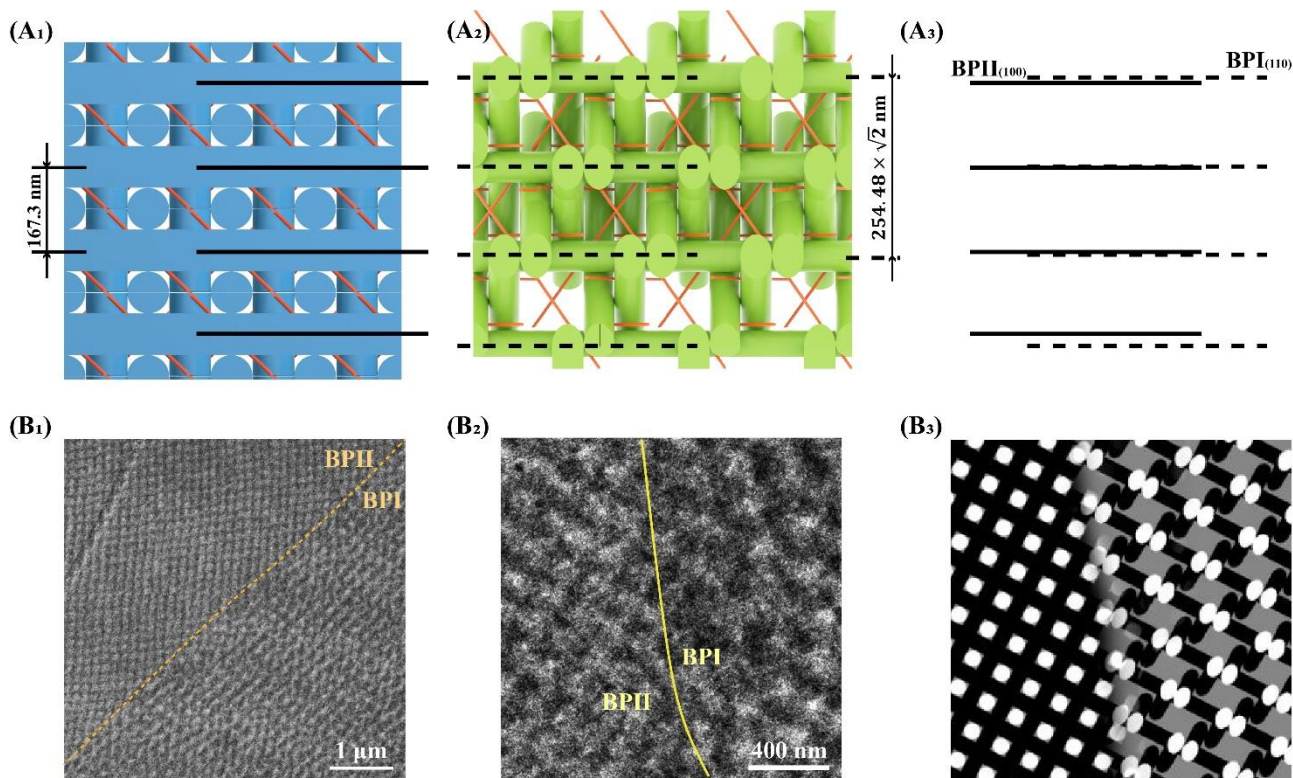 (A₁)
(A₂)
(A₃)
167.3 nm
254.48 × √2 nm
BPII(100)
BPI(110)
(B₁)
(B₂)
(B₃)
BPII
BPI
1 μm
BPI
BPII
400 nm